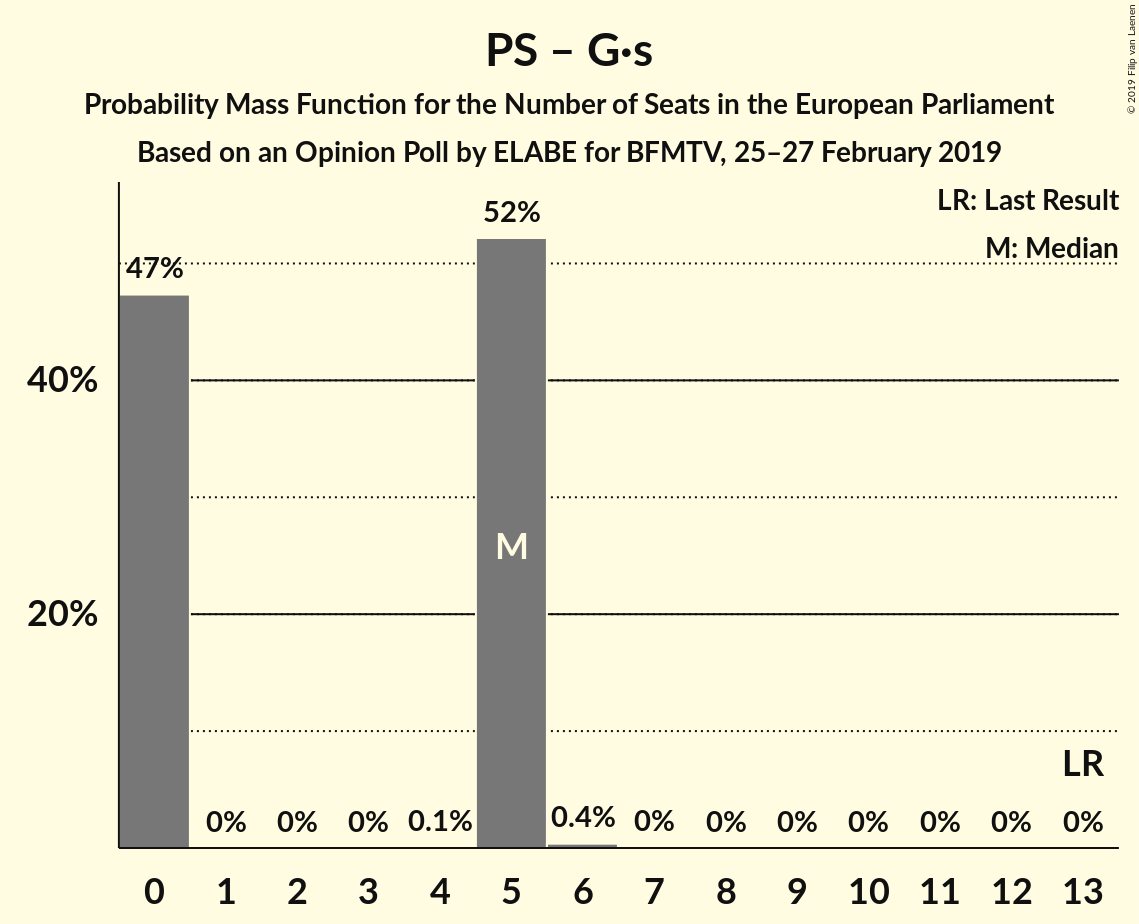 PS – G·s
Probability Mass Function for the Number of Seats in the European Parliament
Based on an Opinion Poll by ELABE for BFMTV, 25–27 February 2019
© 2019 Filip van Laenen
LR: Last Result
M: Median
52%
47%
40%
M
20%
LR
0% 0% 0% 0.1% 0.4% 0% 0% 0% 0% 0% 0% 0%
0 1 2 3 4 5 6 7 8 9 10 11 12 13